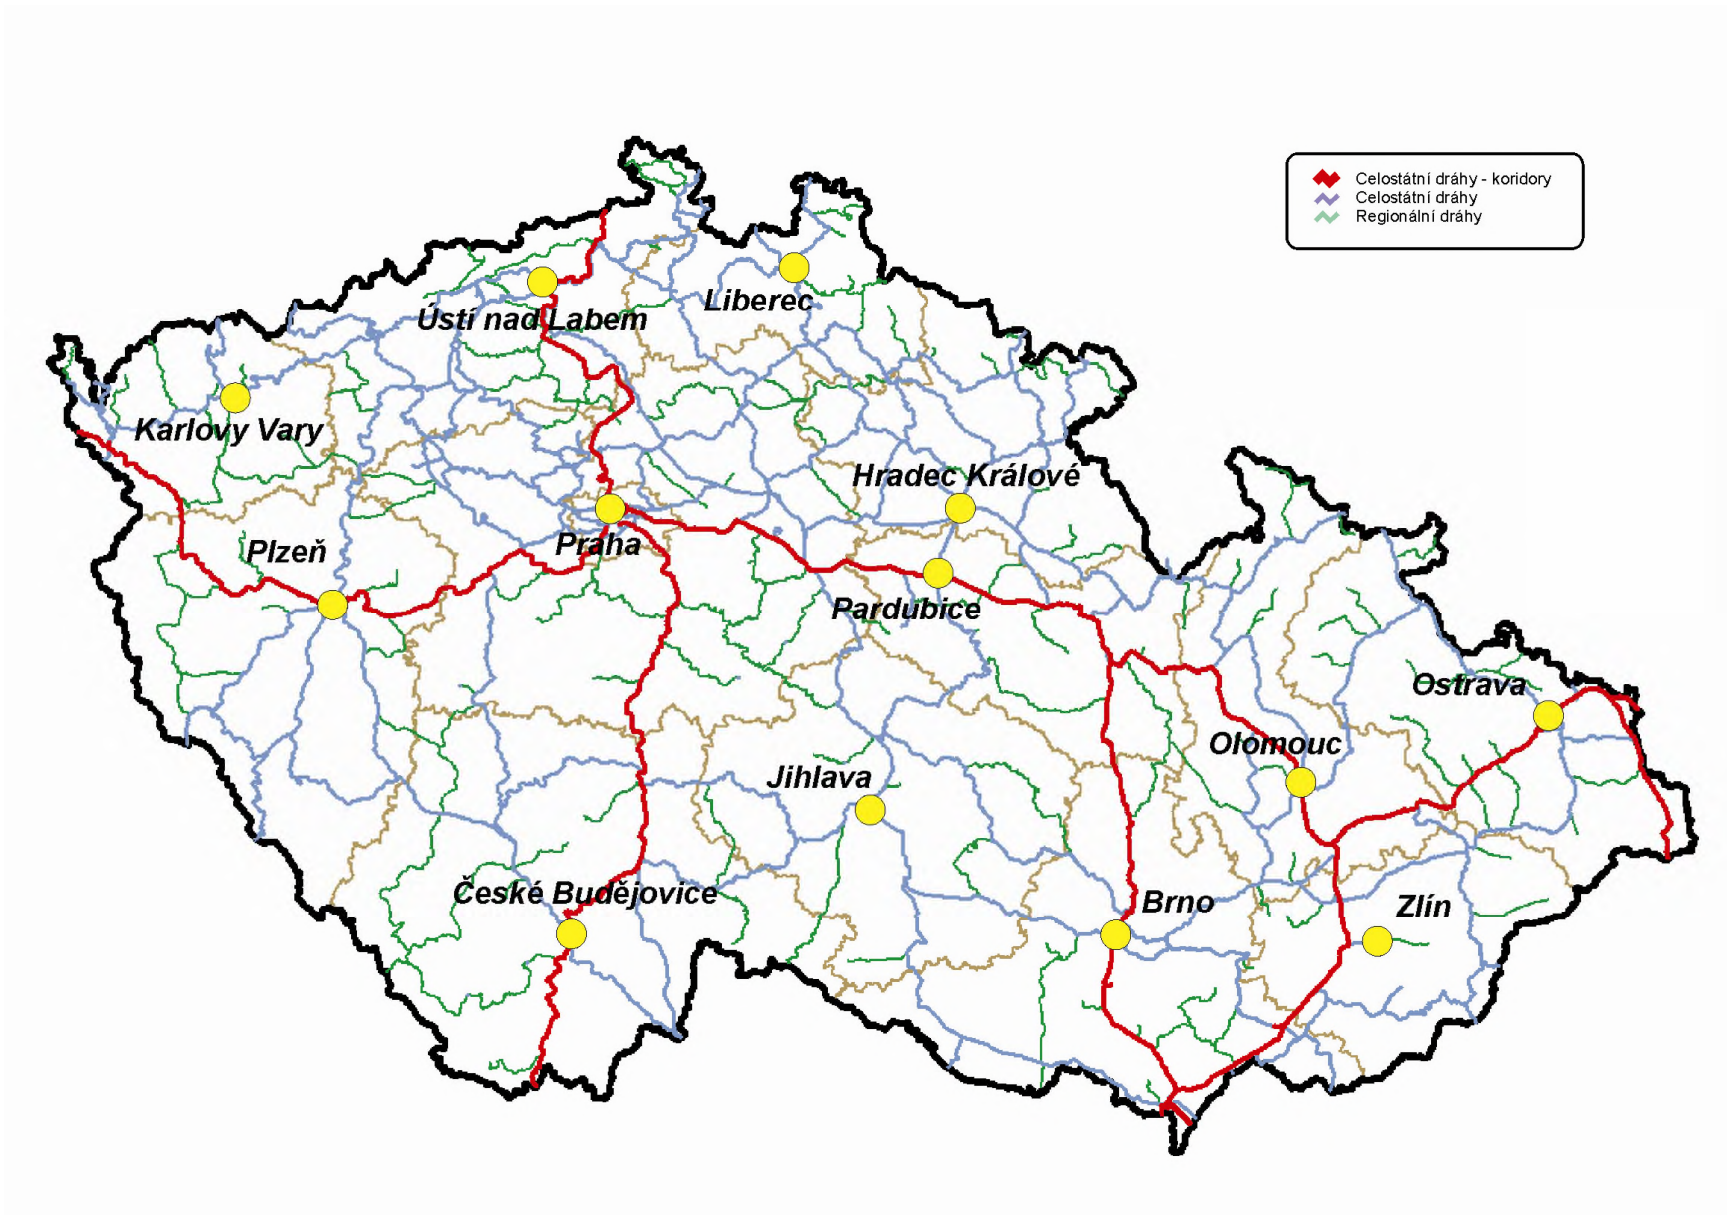 Celostátní dráhy - koridory
Celostátní dráhy
Regionální dráhy
Ústí nad Labem
Liberec
Karlovy Vary
Hradec Králové
Plzeň
Praha
Pardubice
Ostrava
Olomouc
Jihlava
České Budějovice
Brno
Zlín